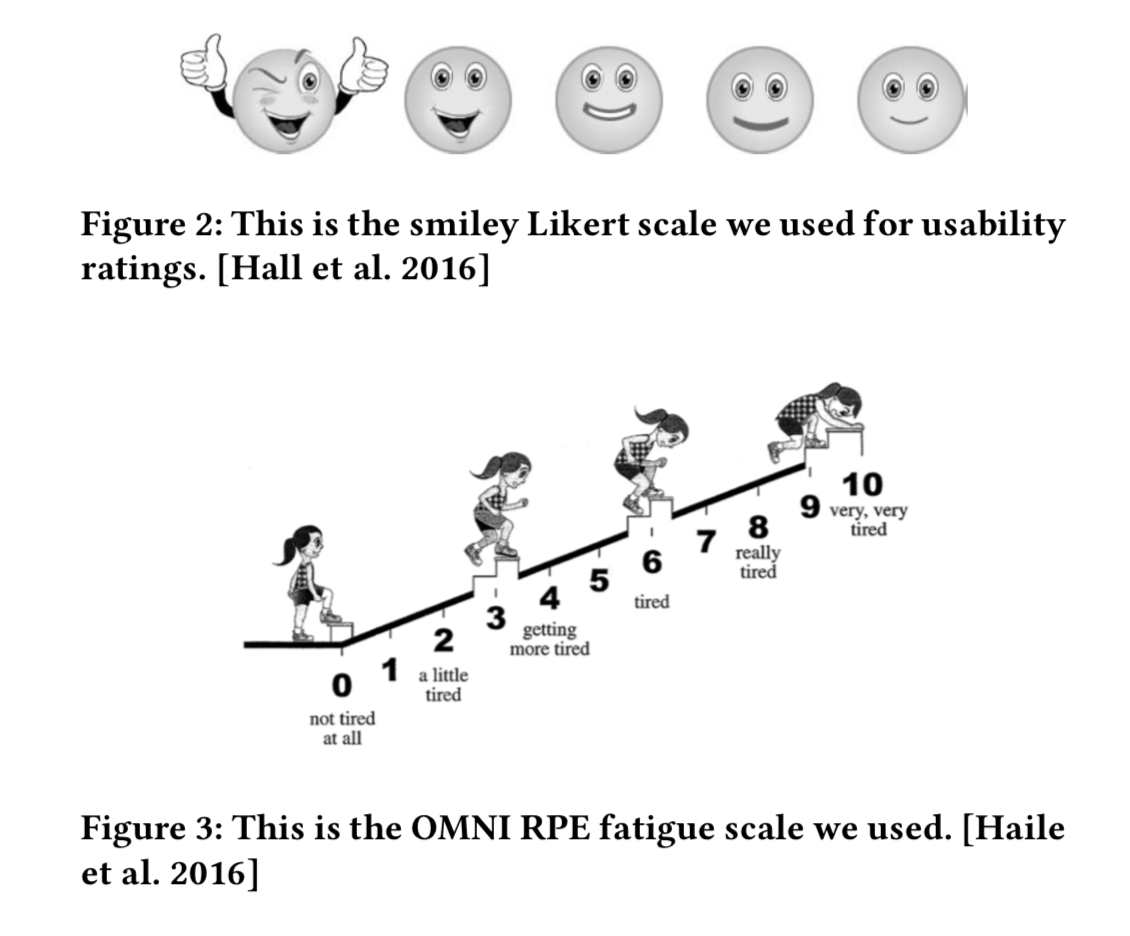 Figure 2: This is the smiley Likert scale we used for usability
ratings. [Hall et al. 2016]
0
not tired
at all
1
2
a little
tired
3
4
getting
more tired
5
6
tired
7
8
really
tired
9
10
very, very
tired
Figure 3: This is the OMNI RPE fatigue scale we used. [Haile
et al. 2016]